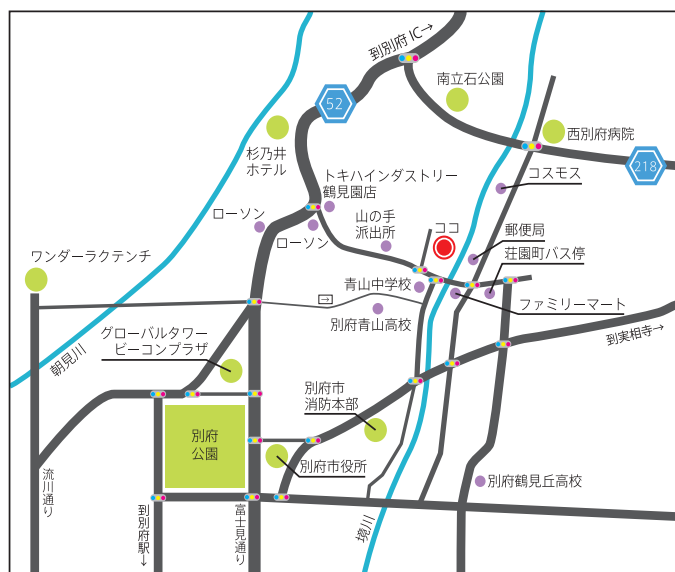 到別府 IC→
南立石公園
52
西別府病院
218
杉乃井
ホテル
コスモス
トキハインダストリー
鶴見園店
ローソン
ローソン
山の手
派出所
ココ
郵便局
荘園町バス停
ワンダーラクテンチ
青山中学校
→
ファミリーマート
別府青山高校
グローバルタワー
ビーコンプラザ
朝見川
到実相寺→
別府市
消防本部
別府
公園
別府市役所
別府鶴見丘高校
流川通り
到別府駅→
富士見通り
境川